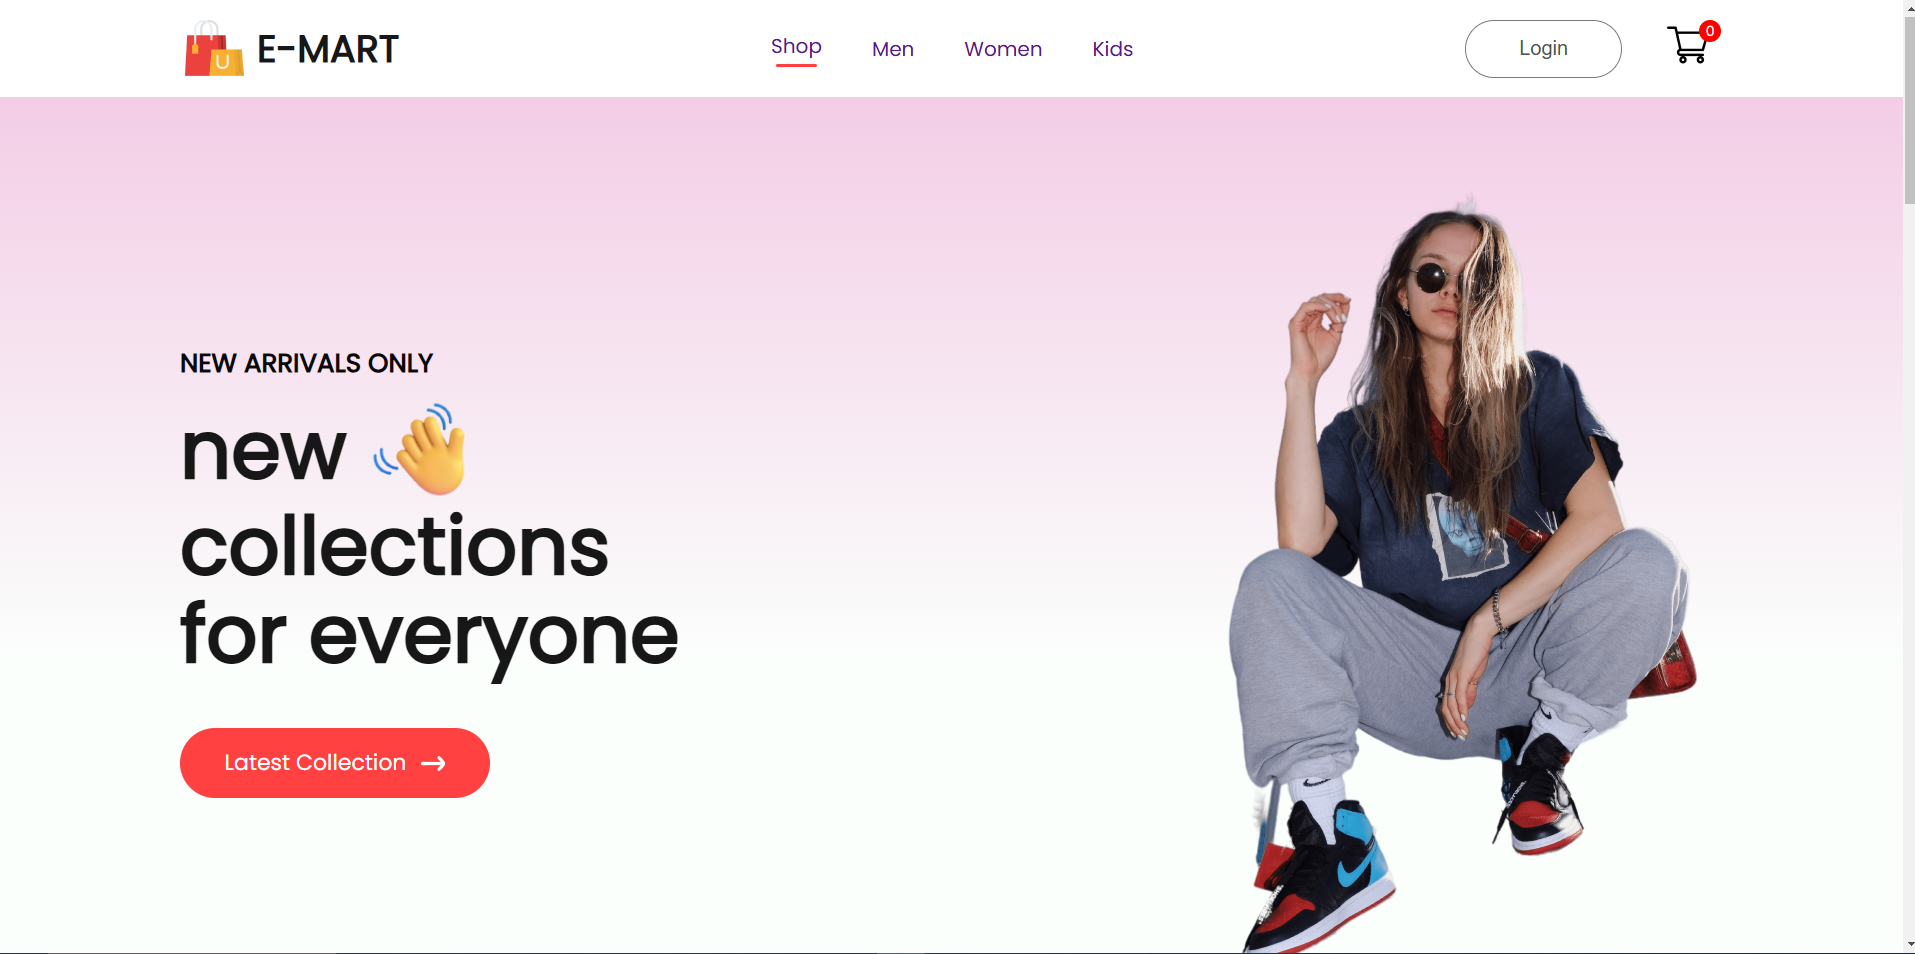 E-MART
Shop
Men
Women
Kids
Login
0
NEW ARRIVALS ONLY
new
collections
for everyone
Latest Collection